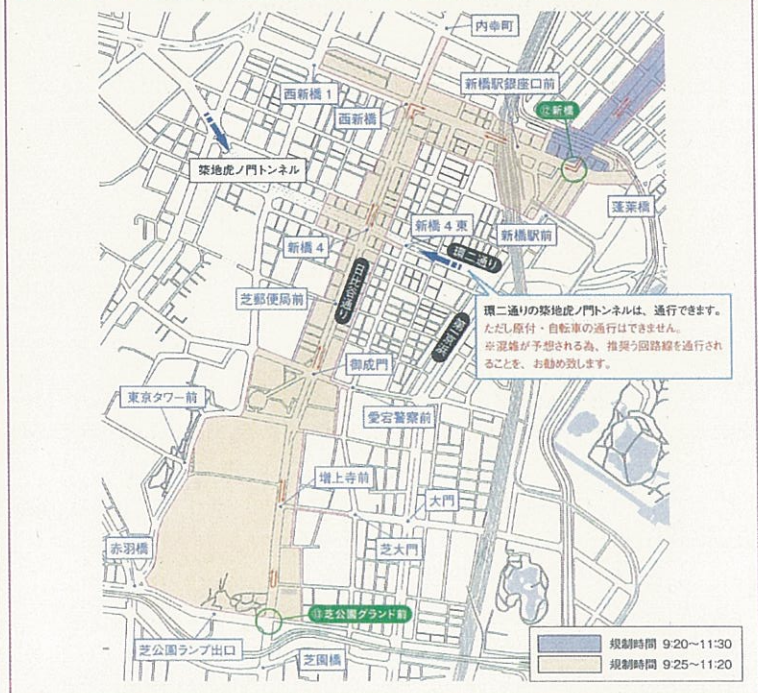 内幸町
新橋駅銀座口前
西新橋 1
西新橋
⑫新橋
築地虎ノ門トンネル
蓬莱橋
新橋 4 東
新橋駅前
新橋 4
環二通り
日比谷通り
芝郵便局前
第一京浜
環二通りの築地虎ノ門トンネルは、通行できます。
ただし原付・自転車の通行はできません。
※混雑が予想される為、推奨う回路線を通行され
ることを、お勧め致します。
御成門
東京タワー前
愛宕警察前
増上寺前
大門
赤羽橋
芝大門
⑬芝公園グランド前
芝公園ランプ出口
芝園橋
規制時間 9:20～11:30
規制時間 9:25～11:20